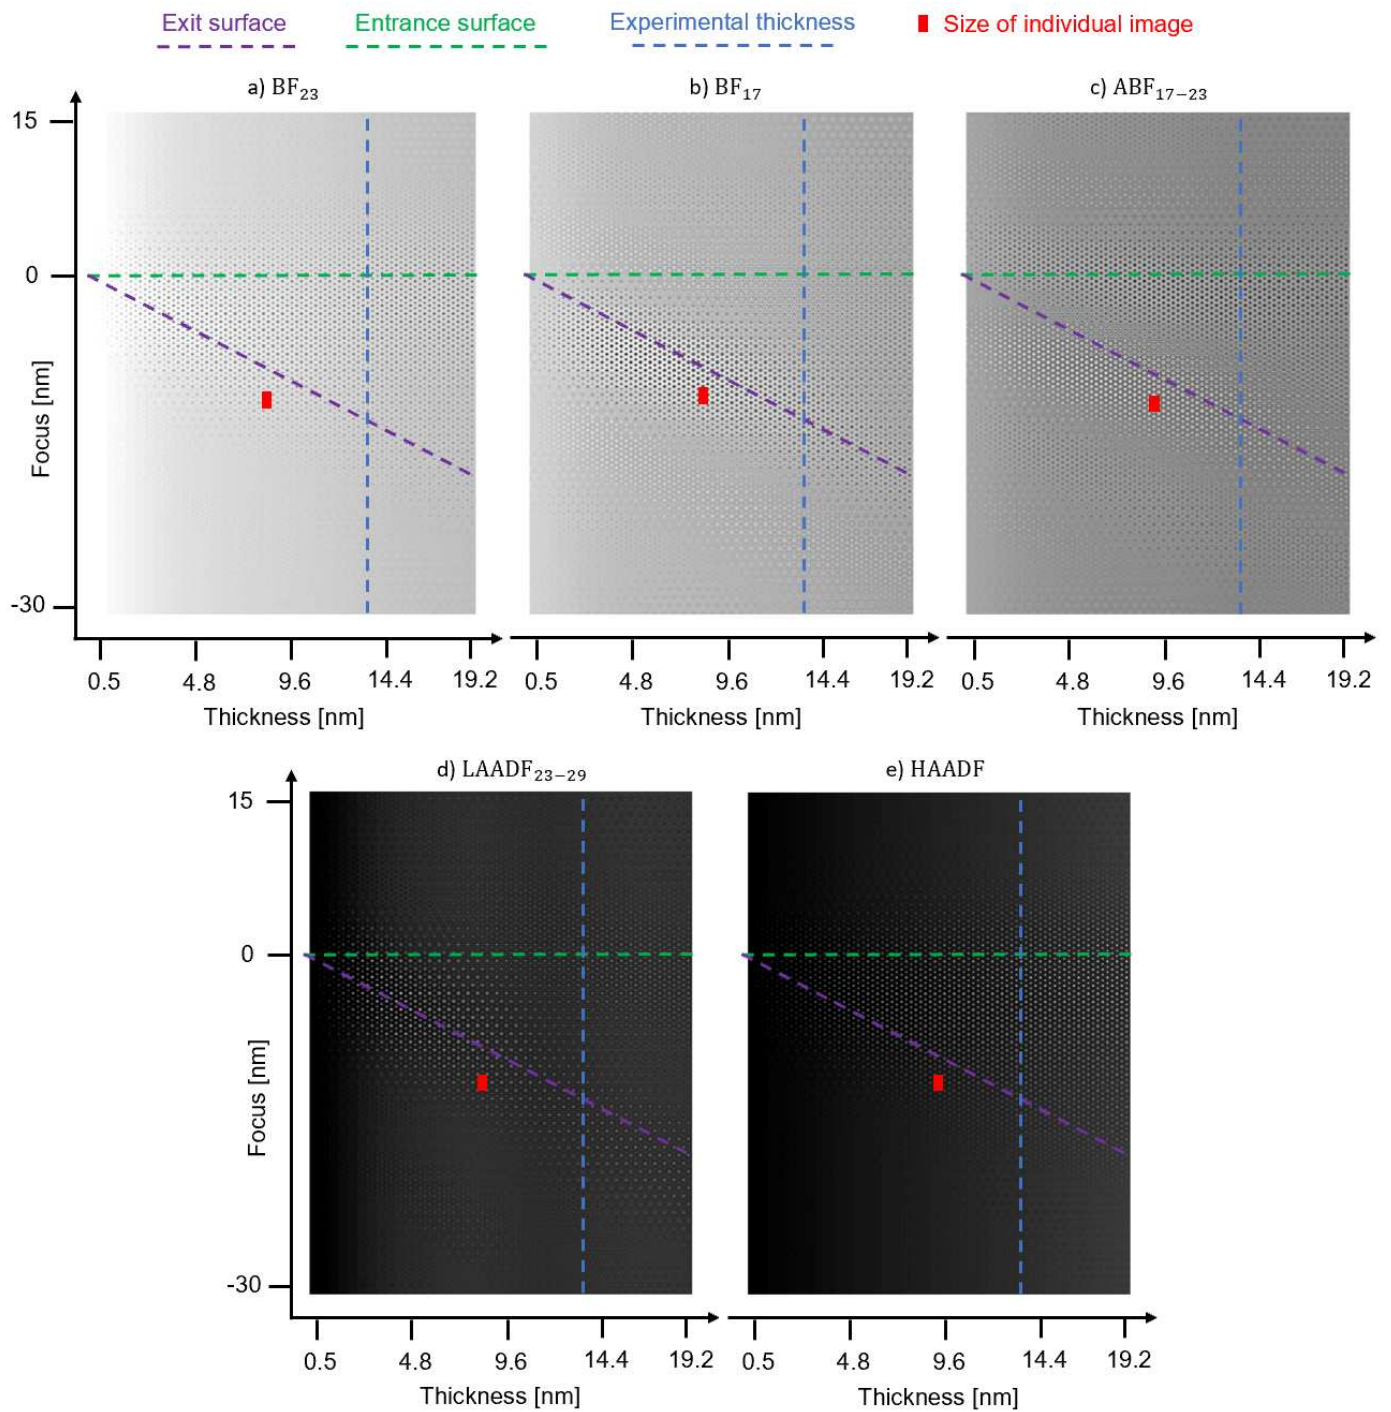 Exit surface Entrance surface Experimental thickness Size of individual image
a) BF₂₃ b) BF₁₇ c) ABF₁₇₋₂₃
15
0
-30
Focus [nm]
0.5 4.8 9.6 14.4 19.2 0.5 4.8 9.6 14.4 19.2 0.5 4.8 9.6 14.4 19.2
Thickness [nm] Thickness [nm] Thickness [nm]
d) LAADF₂₃₋₂₉ e) HAADF
15
0
-30
Focus [nm]
0.5 4.8 9.6 14.4 19.2 0.5 4.8 9.6 14.4 19.2
Thickness [nm] Thickness [nm]